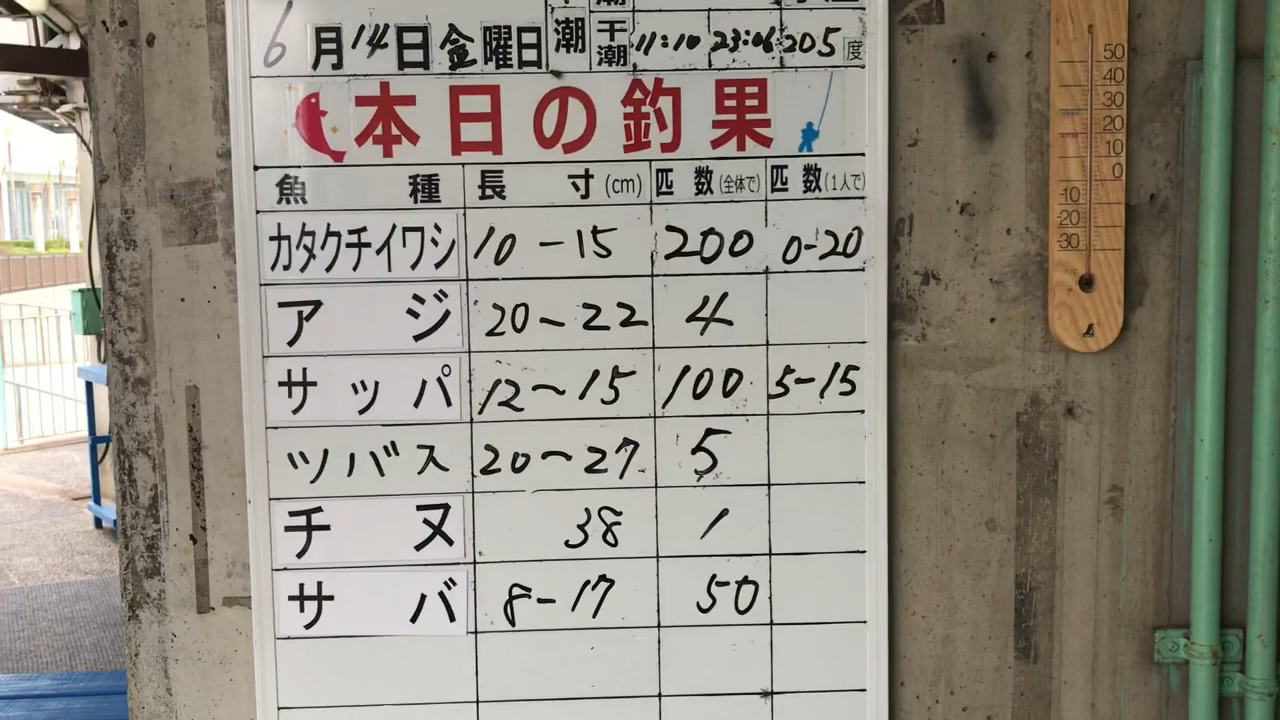 6月14日金曜日 潮 干潮 11:10 23:06 20.5度
本日の釣果
魚種 長寸(cm) 匹数(全体で) 匹数(1人で)
カタクチイワシ 10-15 200 0-20
アジ 20~22 4
サッパ 12~15 100 5-15
ツバス 20~27 5
チヌ 38 1
サバ 8-17 50
50
40
30
20
10
0
-10
-20
-30